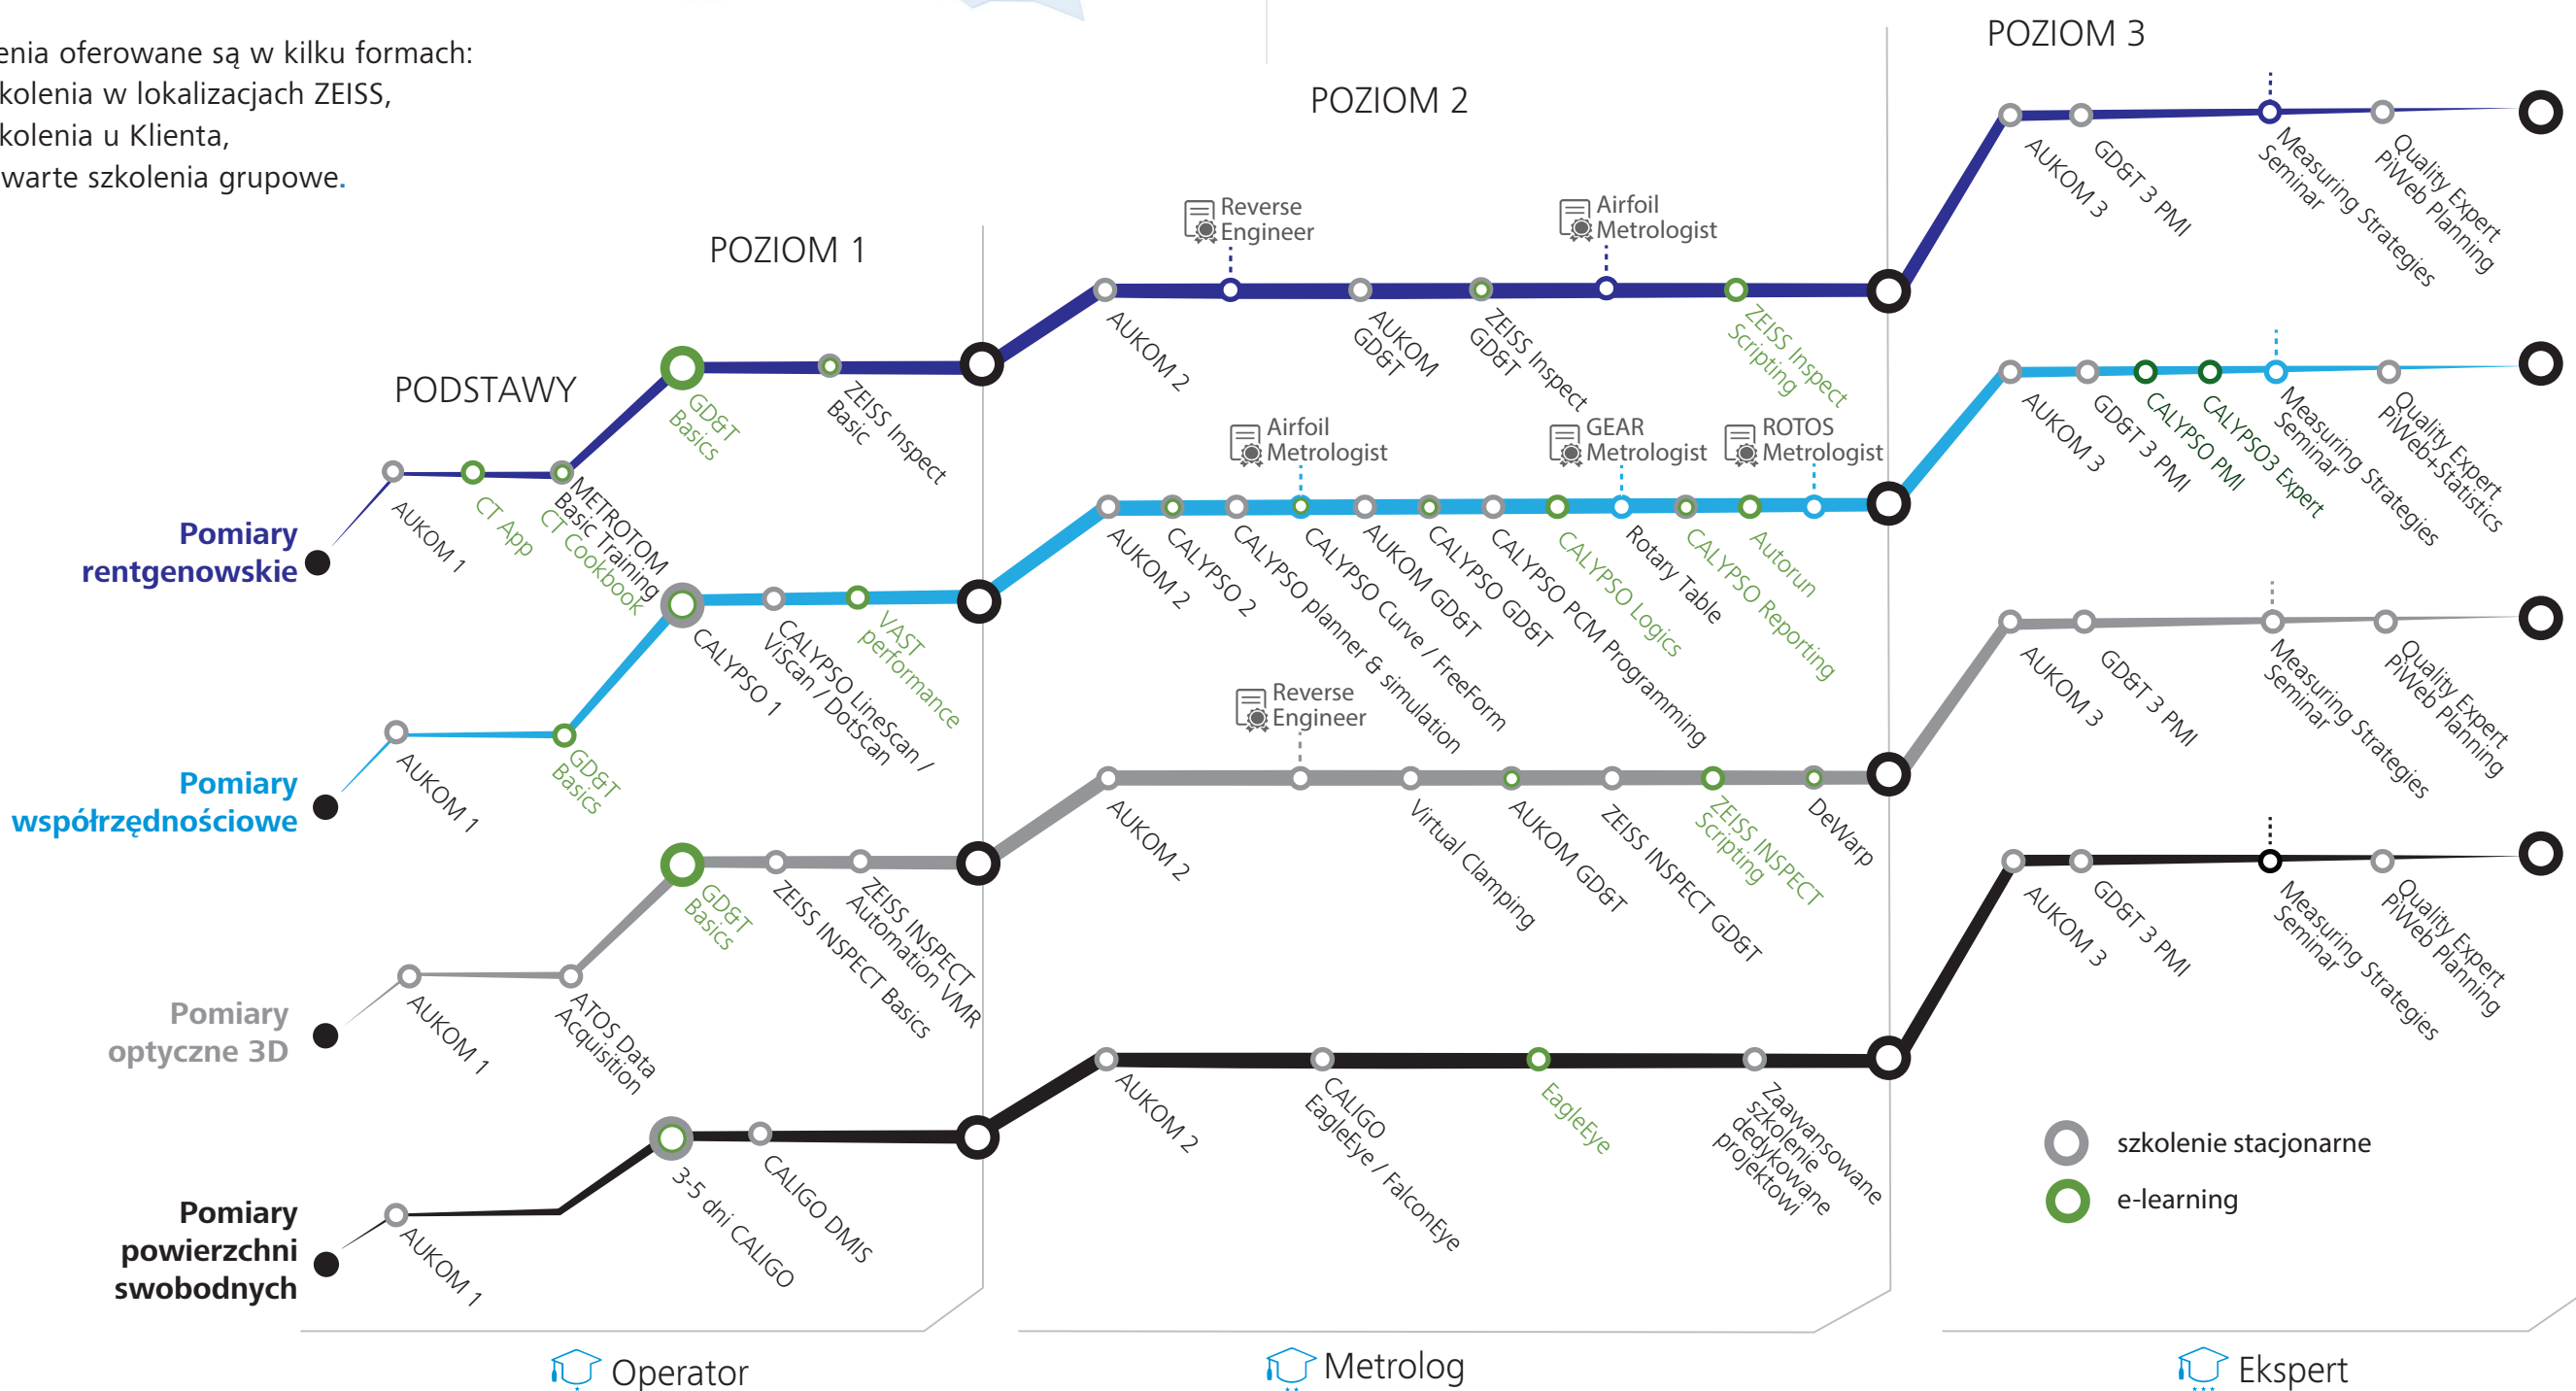 enia oferowane są w kilku formach:
kolenia w lokalizacjach ZEISS,
kolenia u Klienta,
warte szkolenia grupowe.
PODSTAWY
POZIOM 1
POZIOM 2
POZIOM 3
Pomiary
rentgenowskie
AUKOM 1
CT App
METROTOM
Basic Training
CT Cookbook
GD&T
Basics
ZEISS Inspect
Basic
AUKOM 2
Reverse
Engineer
AUKOM
GD&T
ZEISS Inspect
GD&T
Airfoil
Metrologist
ZEISS Inspect
Scripting
AUKOM 3
GD&T 3 PMI
Measuring Strategies
Seminar
Quality Expert
PiWeb Planning
Pomiary
współrzędnościowe
AUKOM 1
GD&T
Basics
CALYPSO 1
CALYPSO LineScan /
ViScan / DotScan
VAST
performance
AUKOM 2
CALYPSO 2
CALYPSO planner & simulation
Airfoil
Metrologist
CALYPSO Curve / FreeForm
AUKOM GD&T
CALYPSO GD&T
CALYPSO PCM Programming
CALYPSO Logics
GEAR
Metrologist
Rotary Table
CALYPSO Reporting
Autorun
ROTOS
Metrologist
AUKOM 3
GD&T 3 PMI
CALYPSO PMI
CALYPSO3 Expert
Measuring Strategies
Seminar
Quality Expert
PiWeb+Statistics
Pomiary
optyczne 3D
AUKOM 1
ATOS Data
Acquisition
GD&T
Basics
ZEISS INSPECT Basics
ZEISS INSPECT
Automation VMR
AUKOM 2
Reverse
Engineer
Virtual Clamping
AUKOM GD&T
ZEISS INSPECT GD&T
ZEISS INSPECT
Scripting
DeWarp
AUKOM 3
GD&T 3 PMI
Measuring Strategies
Seminar
Quality Expert
PiWeb Planning
Pomiary
powierzchni
swobodnych
AUKOM 1
3-5 dni CALIGO
CALIGO DMIS
AUKOM 2
CALIGO
EagleEye / FalconEye
EagleEye
Zaawansowane
szkolenie
dedykowane
projektowi
AUKOM 3
GD&T 3 PMI
Measuring Strategies
Seminar
Quality Expert
PiWeb Planning
szkolenie stacjonarne
e-learning
Operator
Metrolog
Ekspert